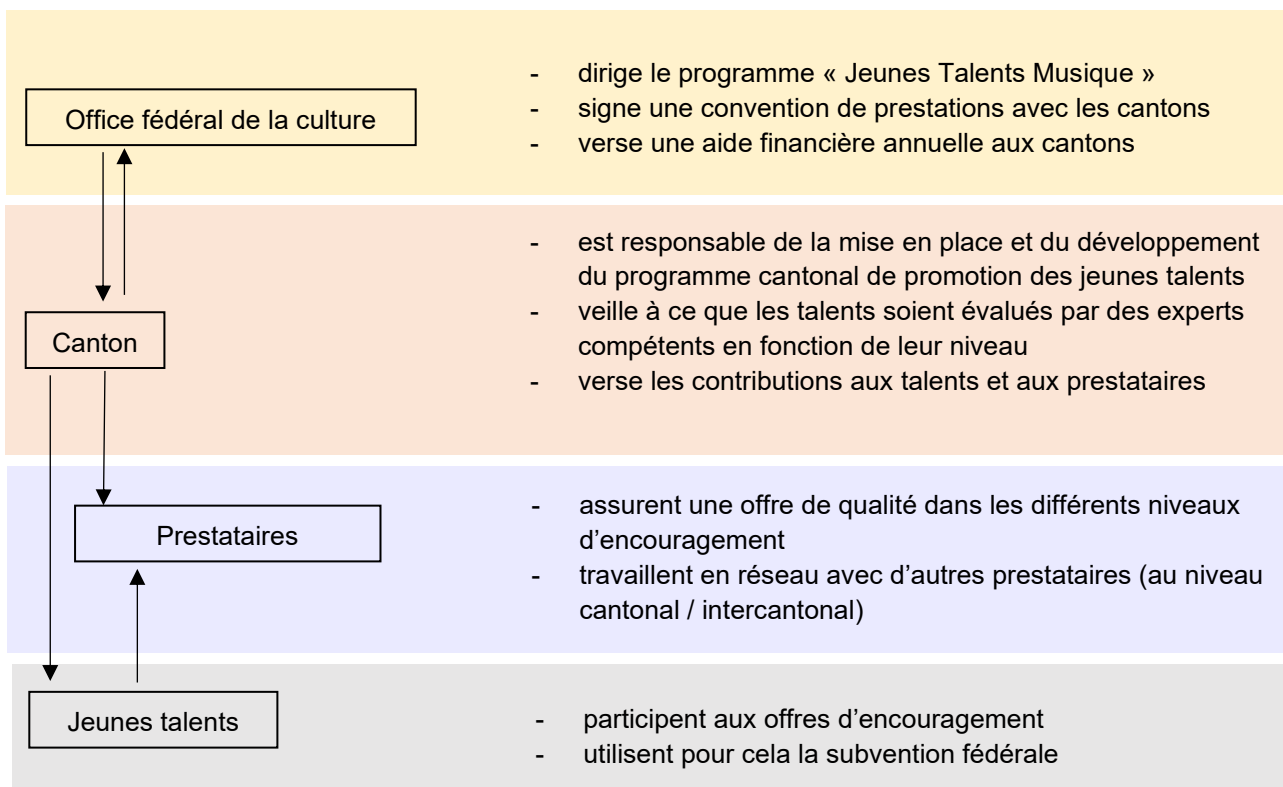 Office fédéral de la culture
- dirige le programme « Jeunes Talents Musique »
- signe une convention de prestations avec les cantons
- verse une aide financière annuelle aux cantons
Canton
- est responsable de la mise en place et du développement
du programme cantonal de promotion des jeunes talents
- veille à ce que les talents soient évalués par des experts
compétents en fonction de leur niveau
- verse les contributions aux talents et aux prestataires
Prestataires
- assurent une offre de qualité dans les différents niveaux
d’encouragement
- travaillent en réseau avec d’autres prestataires (au niveau
cantonal / intercantonal)
Jeunes talents
- participent aux offres d’encouragement
- utilisent pour cela la subvention fédérale